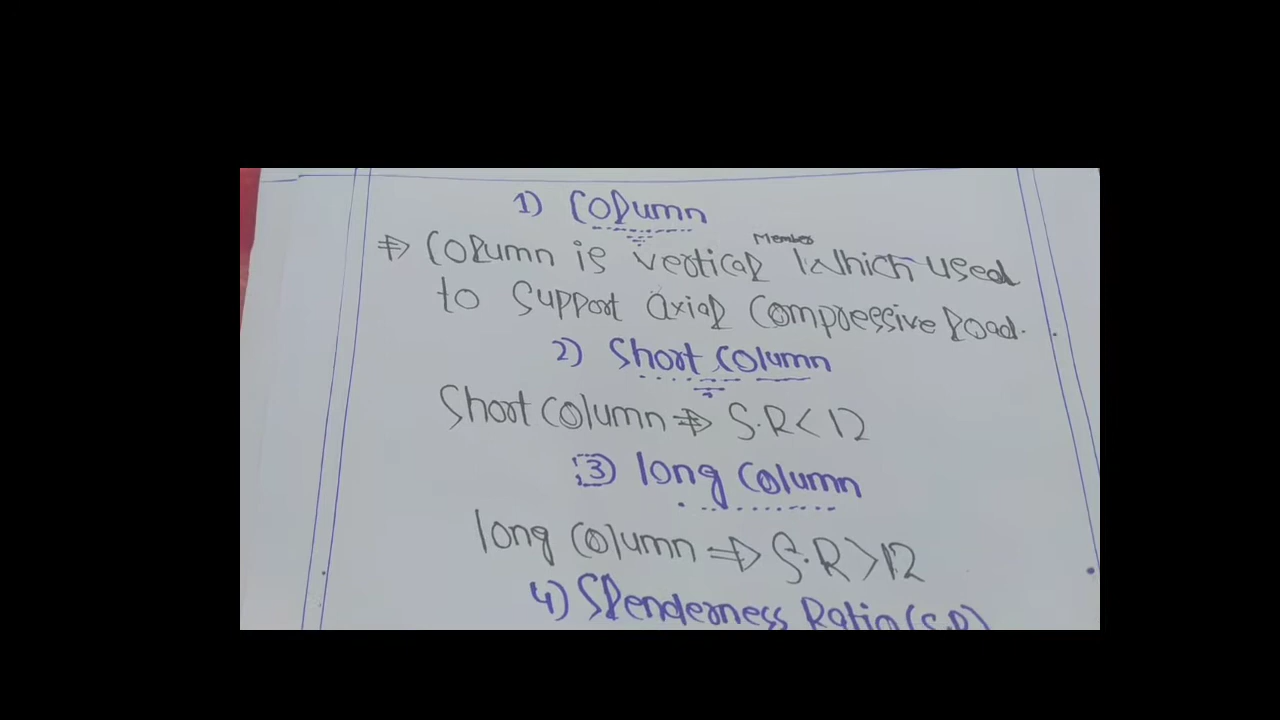 1) Column
⇒ Column is vertical Member which used
to support axial compressive load.
2) Short column
Short column ⇒ S.R < 12
3) long column
long column ⇒ S.R > 12
4) Slenderness Ratio (S.R)